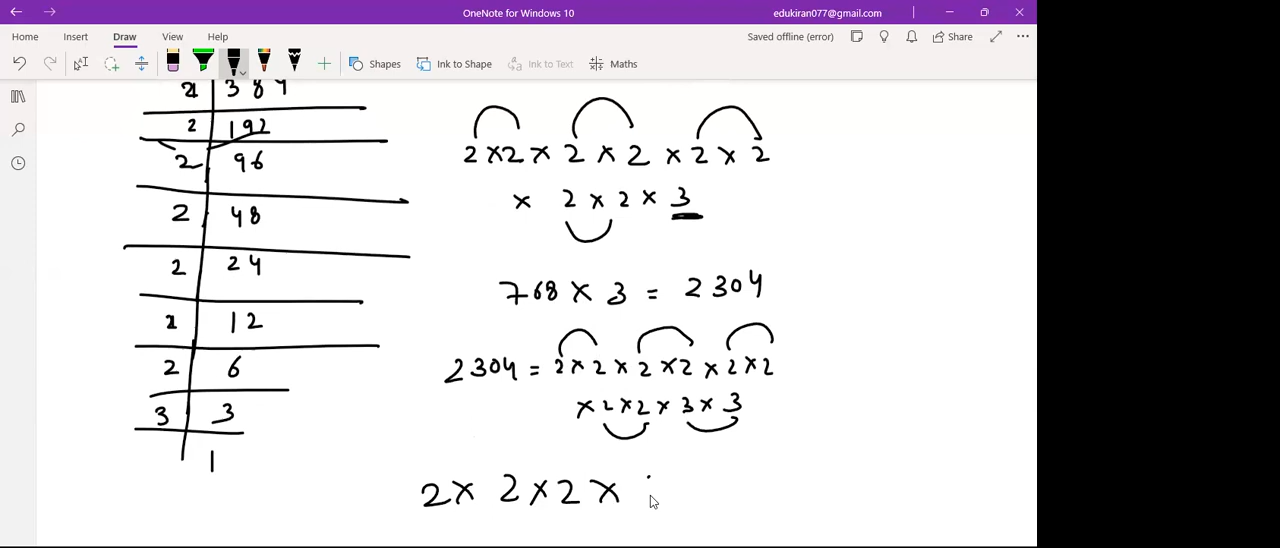 OneNote for Windows 10
edukiran077@gmail.com
Home Insert Draw View Help
Saved offline (error)
Share
Shapes
Ink to Shape
Ink to Text
Maths
2 384
2 192
2 96
2 48
2 24
2 12
2 6
3 3
1
2 × 2 × 2 × 2 × 2 × 2
× 2 × 2 × 3
768 × 3 = 2304
2304 = 2 × 2 × 2 × 2 × 2 × 2
× 2 × 2 × 3 × 3
2 × 2 × 2 ×